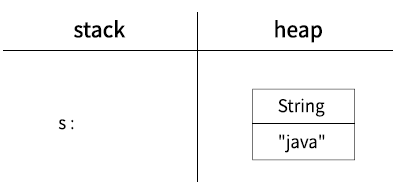 stack heap
String
s :
"java"